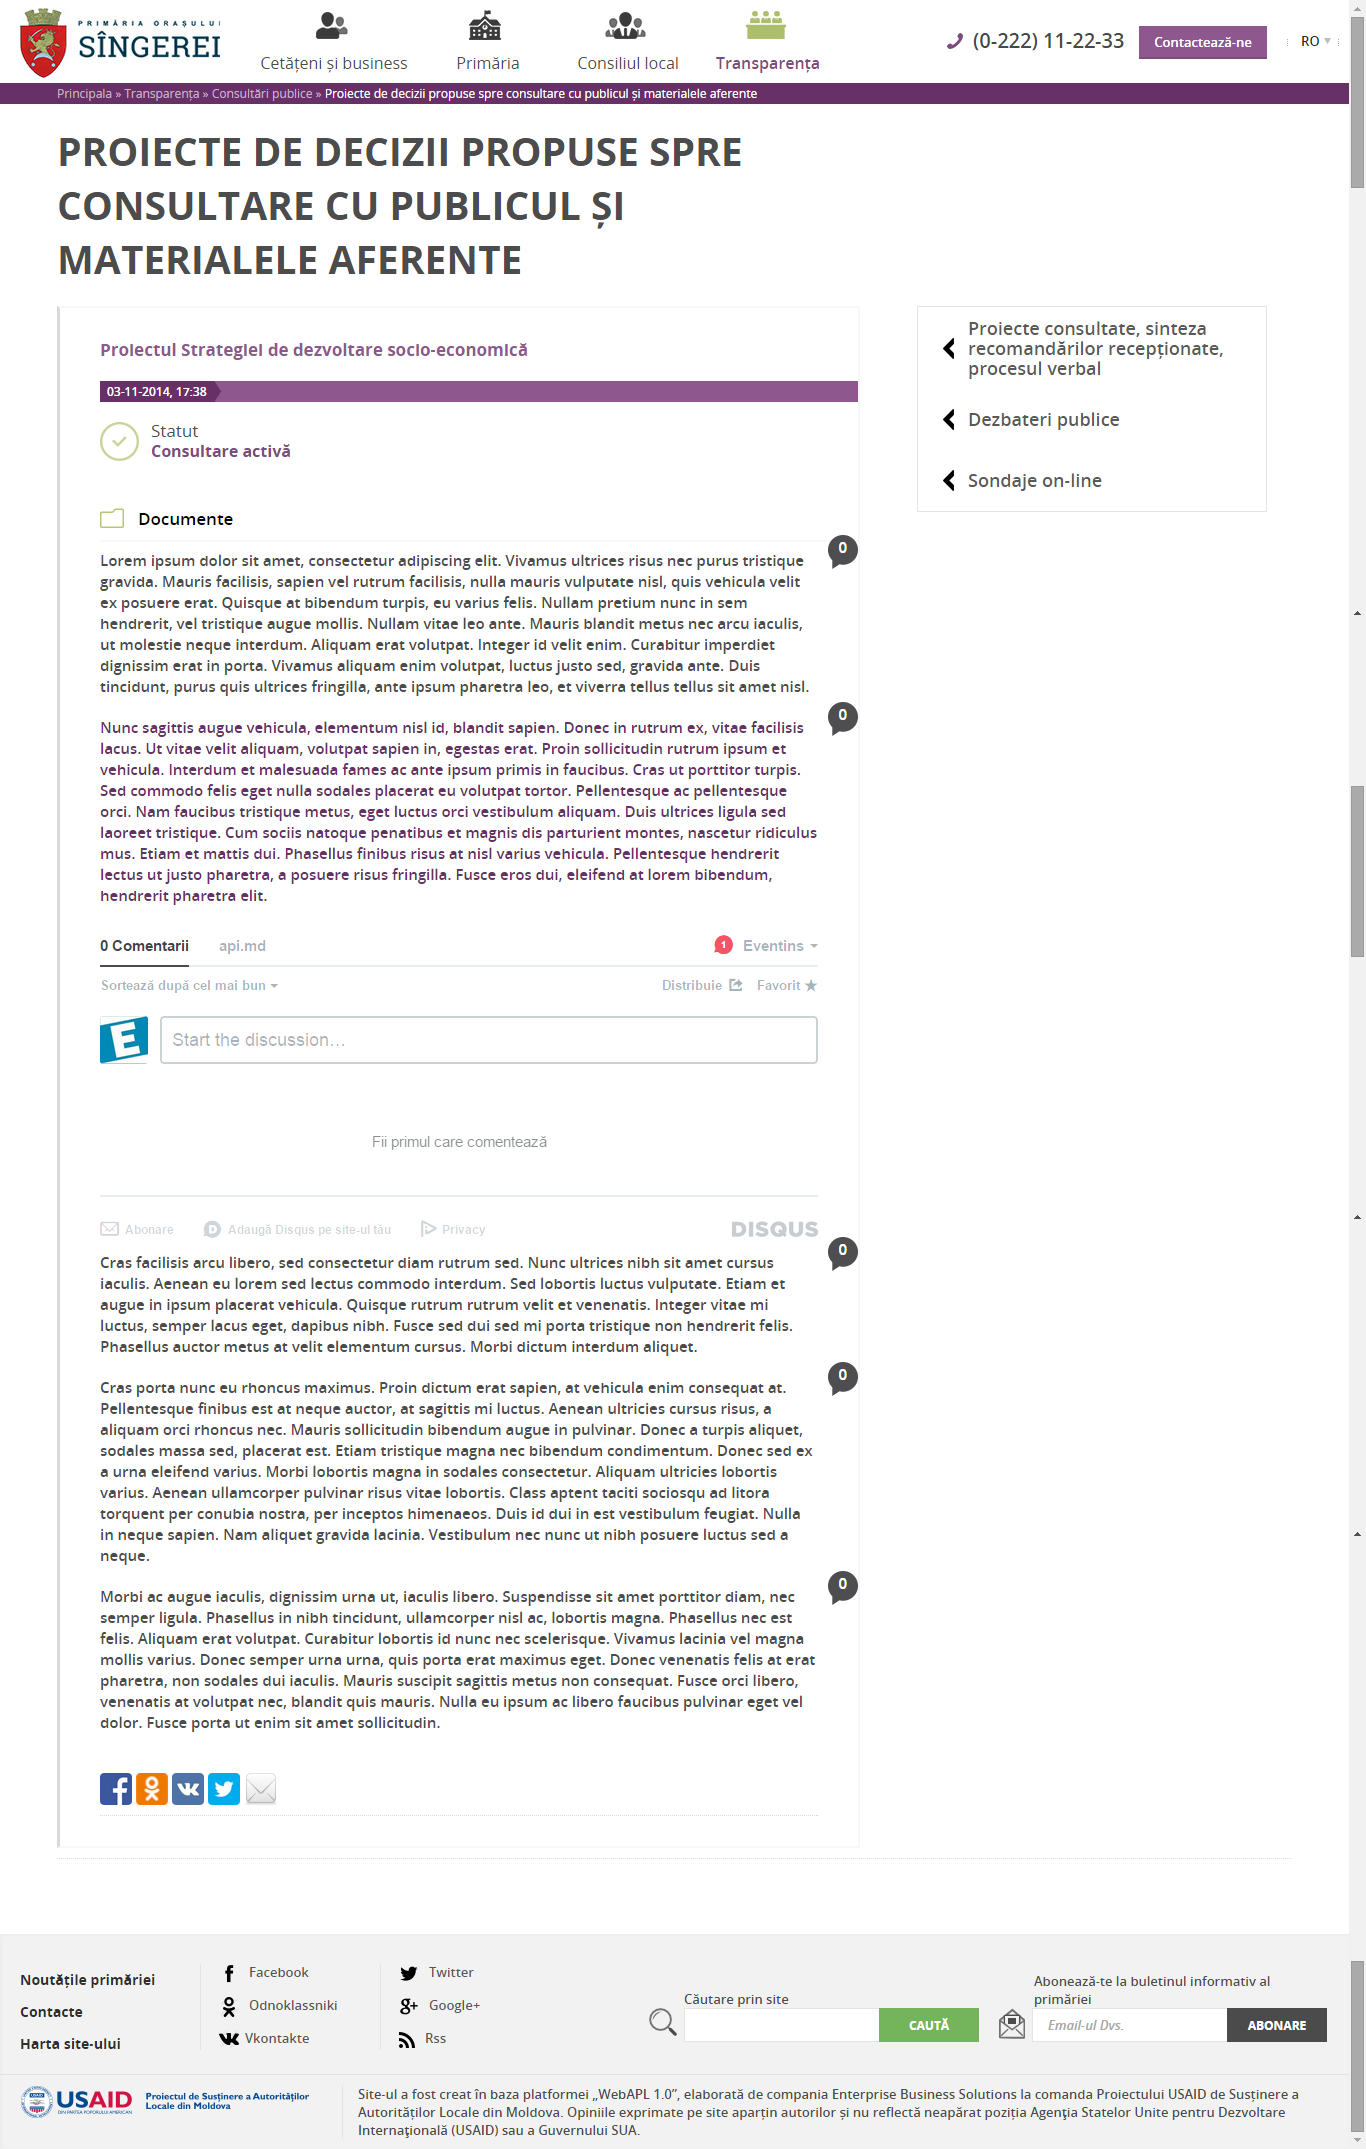 PRIMĂRIA ORAȘULUI
SÎNGEREI
Cetățeni și business
Primăria
Consiliul local
Transparența
(0-222) 11-22-33
Contactează-ne
RO
Principala » Transparența » Consultări publice » Proiecte de decizii propuse spre consultare cu publicul și materialele aferente
PROIECTE DE DECIZII PROPUSE SPRE
CONSULTARE CU PUBLICUL ȘI
MATERIALELE AFERENTE
Proiectul Strategiei de dezvoltare socio-economică
03-11-2014, 17:38
Statut
Consultare activă
Documente
Proiecte consultate, sinteza
recomandărilor recepționate,
procesul verbal
Dezbateri publice
Sondaje on-line
0
Lorem ipsum dolor sit amet, consectetur adipiscing elit. Vivamus ultrices risus nec purus tristique
gravida. Mauris facilisis, sapien vel rutrum facilisis, nulla mauris vulputate nisl, quis vehicula velit
ex posuere erat. Quisque at bibendum turpis, eu varius felis. Nullam pretium nunc in sem
hendrerit, vel tristique augue mollis. Nullam vitae leo ante. Mauris blandit metus nec arcu iaculis,
ut molestie neque interdum. Aliquam erat volutpat. Integer id velit enim. Curabitur imperdiet
dignissim erat in porta. Vivamus aliquam enim volutpat, luctus justo sed, gravida ante. Duis
tincidunt, purus quis ultrices fringilla, ante ipsum pharetra leo, et viverra tellus tellus sit amet nisl.
0
Nunc sagittis augue vehicula, elementum nisl id, blandit sapien. Donec in rutrum ex, vitae facilisis
lacus. Ut vitae velit aliquam, volutpat sapien in, egestas erat. Proin sollicitudin rutrum ipsum et
vehicula. Interdum et malesuada fames ac ante ipsum primis in faucibus. Cras ut porttitor turpis.
Sed commodo felis eget nulla sodales placerat eu volutpat tortor. Pellentesque ac pellentesque
orci. Nam faucibus tristique metus, eget luctus orci vestibulum aliquam. Duis ultrices ligula sed
laoreet tristique. Cum sociis natoque penatibus et magnis dis parturient montes, nascetur ridiculus
mus. Etiam et mattis dui. Phasellus finibus risus at nisl varius vehicula. Pellentesque hendrerit
lectus ut justo pharetra, a posuere risus fringilla. Fusce eros dui, eleifend at lorem bibendum,
hendrerit pharetra elit.
0 Comentarii
api.md
1
Eventins
Sortează după cel mai bun
Distribuie
Favorit
E
Start the discussion…
Fii primul care comentează
Abonare
D
Adaugă Disqus pe site-ul tău
Privacy
DISQUS
0
Cras facilisis arcu libero, sed consectetur diam rutrum sed. Nunc ultrices nibh sit amet cursus
iaculis. Aenean eu lorem sed lectus commodo interdum. Sed lobortis luctus vulputate. Etiam et
augue in ipsum placerat vehicula. Quisque rutrum rutrum velit et venenatis. Integer vitae mi
luctus, semper lacus eget, dapibus nibh. Fusce sed dui sed mi porta tristique non hendrerit felis.
Phasellus auctor metus at velit elementum cursus. Morbi dictum interdum aliquet.
0
Cras porta nunc eu rhoncus maximus. Proin dictum erat sapien, at vehicula enim consequat at.
Pellentesque finibus est at neque auctor, at sagittis mi luctus. Aenean ultricies cursus risus, a
aliquam orci rhoncus nec. Mauris sollicitudin bibendum augue in pulvinar. Donec a turpis aliquet,
sodales massa sed, placerat est. Etiam tristique magna nec bibendum condimentum. Donec sed ex
a urna eleifend varius. Morbi lobortis magna in sodales consectetur. Aliquam ultricies lobortis
varius. Aenean ullamcorper pulvinar risus vitae lobortis. Class aptent taciti sociosqu ad litora
torquent per conubia nostra, per inceptos himenaeos. Duis id dui in est vestibulum feugiat. Nulla
in neque sapien. Nam aliquet gravida lacinia. Vestibulum nec nunc ut nibh posuere luctus sed a
neque.
0
Morbi ac augue iaculis, dignissim urna ut, iaculis libero. Suspendisse sit amet porttitor diam, nec
semper ligula. Phasellus in nibh tincidunt, ullamcorper nisl ac, lobortis magna. Phasellus nec est
felis. Aliquam erat volutpat. Curabitur lobortis id nunc nec scelerisque. Vivamus lacinia vel magna
mollis varius. Donec semper urna urna, quis porta erat maximus eget. Donec venenatis felis at erat
pharetra, non sodales dui iaculis. Mauris suscipit sagittis metus non consequat. Fusce orci libero,
venenatis at volutpat nec, blandit quis mauris. Nulla eu ipsum ac libero faucibus pulvinar eget vel
dolor. Fusce porta ut enim sit amet sollicitudin.
Noutățile primăriei
Contacte
Harta site-ului
Facebook
Odnoklassniki
Vkontakte
Twitter
Google+
Rss
Căutare prin site
CAUTĂ
Abonează-te la buletinul informativ al
primăriei
Email-ul Dvs.
ABONARE
USAID
DIN PARTEA POPORULUI AMERICAN
Proiectul de Susținere a Autorităților
Locale din Moldova
Site-ul a fost creat în baza platformei „WebAPL 1.0”, elaborată de compania Enterprise Business Solutions la comanda Proiectului USAID de Susținere a
Autorităților Locale din Moldova. Opiniile exprimate pe site aparțin autorilor și nu reflectă neapărat poziția Agenția Statelor Unite pentru Dezvoltare
Internațională (USAID) sau a Guvernului SUA.